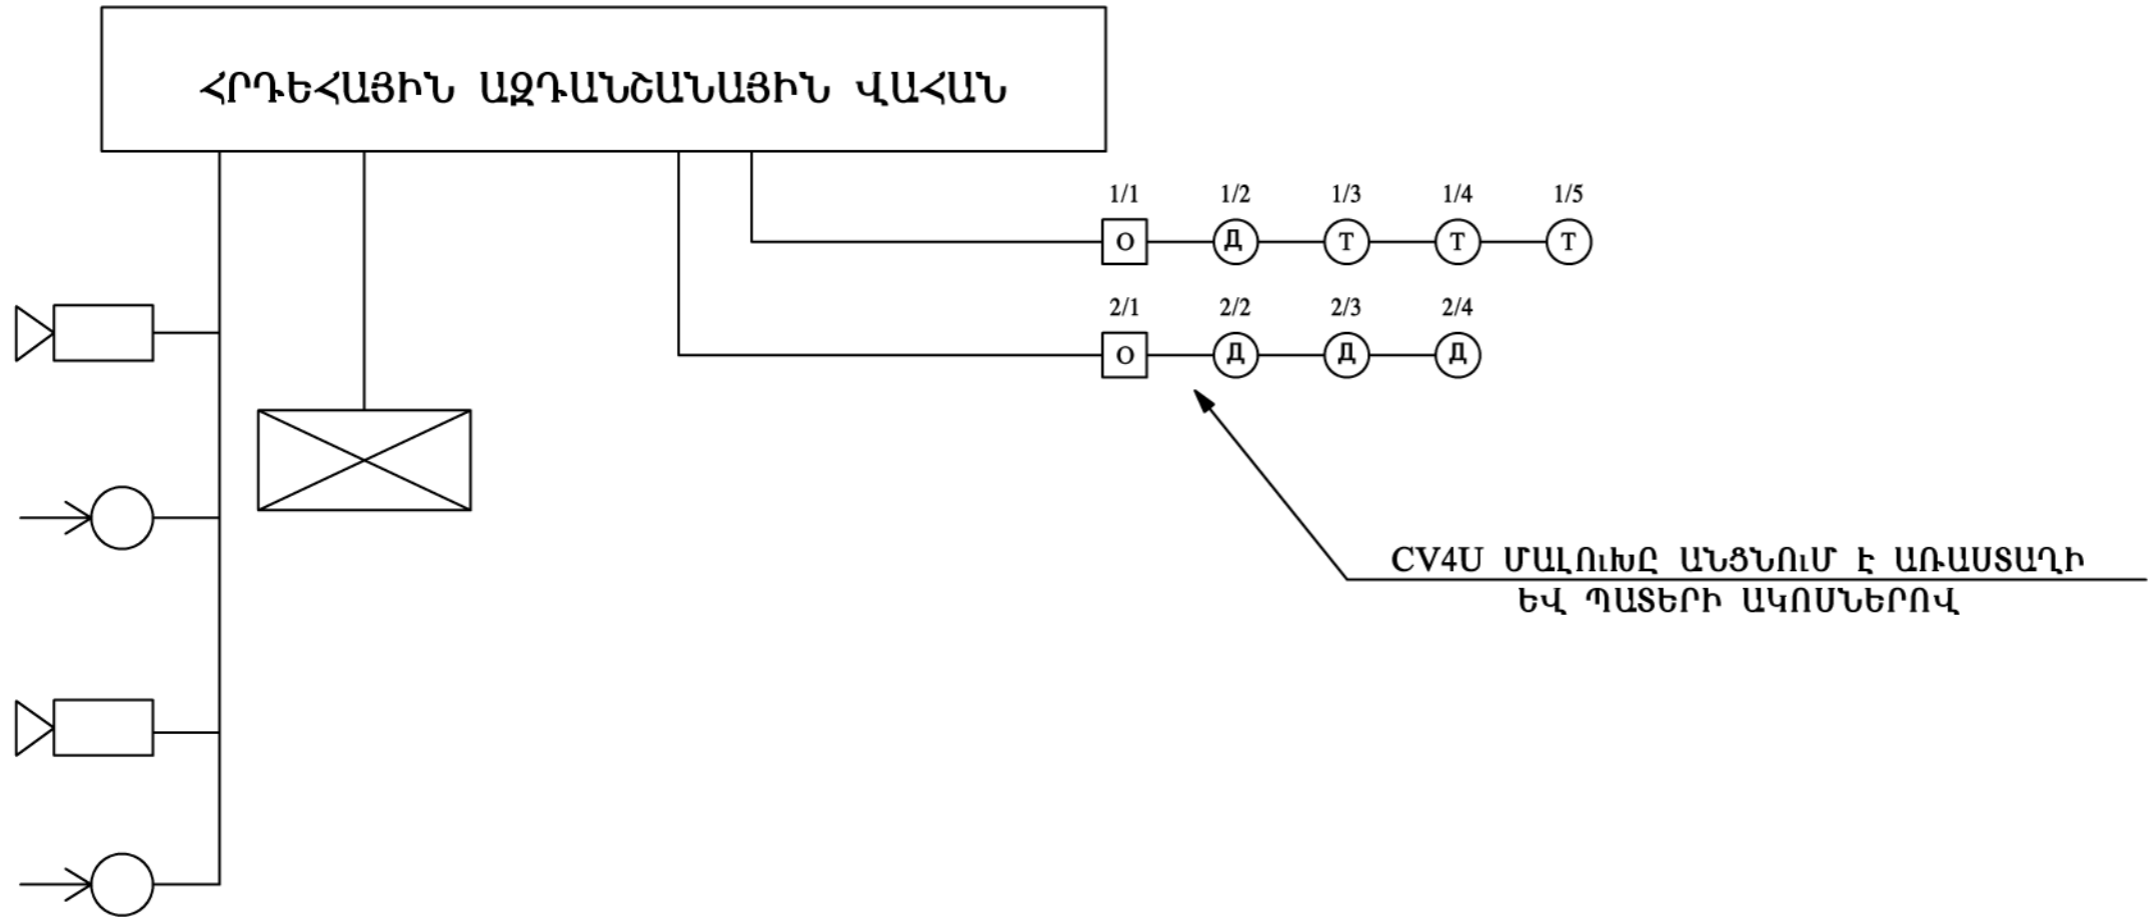 ՀՐԴԵՀԱՅԻՆ ԱԶԴԱՆՇԱՆԱՅԻՆ ՎԱՀԱՆ
1/1 1/2 1/3 1/4 1/5
О Д Т Т Т
2/1 2/2 2/3 2/4
О Д Д Д
CV4U ՄԱԼՈւԽԸ ԱՆՑՆՈւՄ Է ԱՌԱՍՏԱՂԻ
ԵՎ ՊԱՏԵՐԻ ԱԿՈՍՆԵՐՈՎ